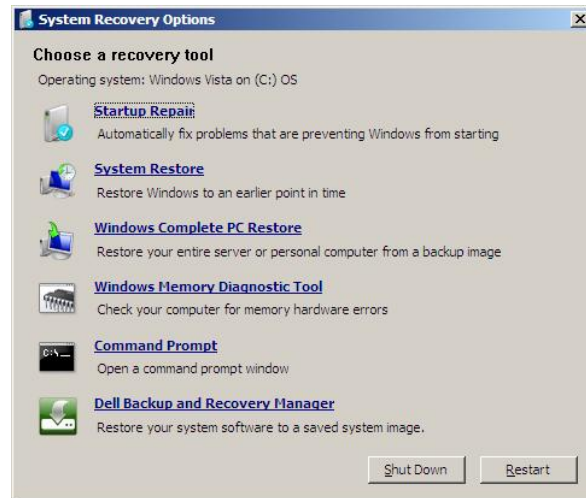 System Recovery Options
Choose a recovery tool
Operating system: Windows Vista on (C:) OS
Startup Repair
Automatically fix problems that are preventing Windows from starting
System Restore
Restore Windows to an earlier point in time
Windows Complete PC Restore
Restore your entire server or personal computer from a backup image
Windows Memory Diagnostic Tool
Check your computer for memory hardware errors
C:\_
Command Prompt
Open a command prompt window
Dell Backup and Recovery Manager
Restore your system software to a saved system image.
Shut Down Restart